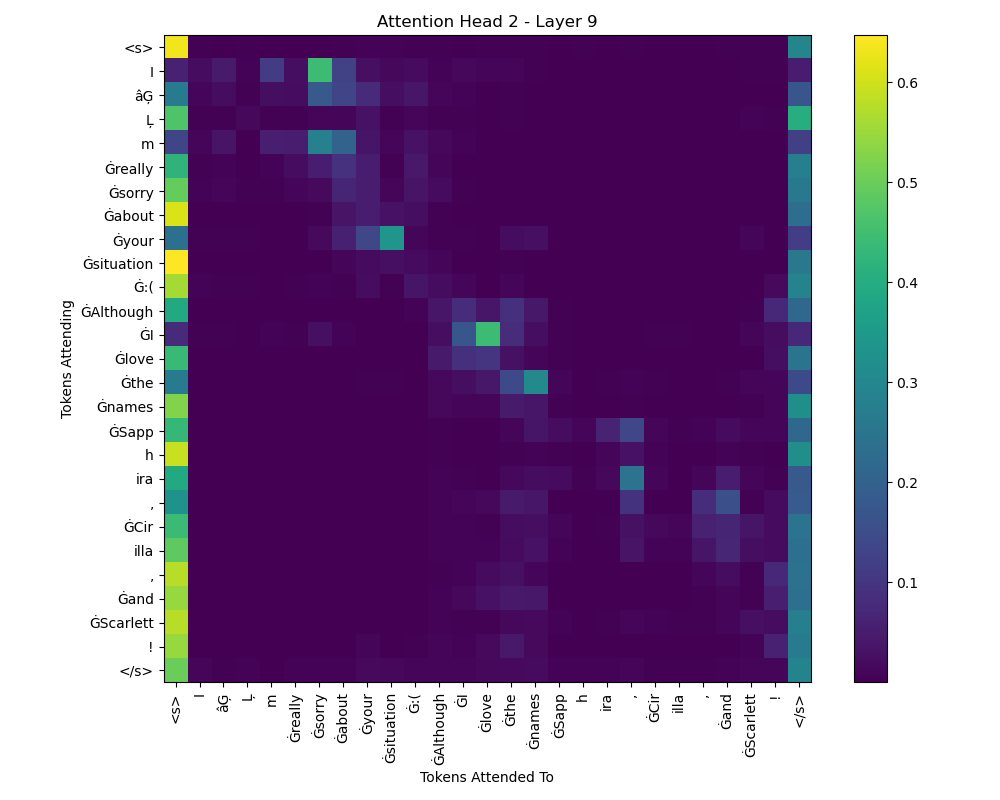 Attention Head 2 - Layer 9
<s>
I
âĢ
Ļ
m
Ġreally
Ġsorry
Ġabout
Ġyour
Ġsituation
Ġ:(
ĠAlthough
ĠI
Ġlove
Ġthe
Ġnames
ĠSapp
h
ira
,
ĠCir
illa
,
Ġand
ĠScarlett
!
</s>
Tokens Attending
<s>
I
âĢ
Ļ
m
Ġreally
Ġsorry
Ġabout
Ġyour
Ġsituation
Ġ:(
ĠAlthough
ĠI
Ġlove
Ġthe
Ġnames
ĠSapp
h
ira
,
ĠCir
illa
,
Ġand
ĠScarlett
!
</s>
Tokens Attended To
0.6
0.5
0.4
0.3
0.2
0.1